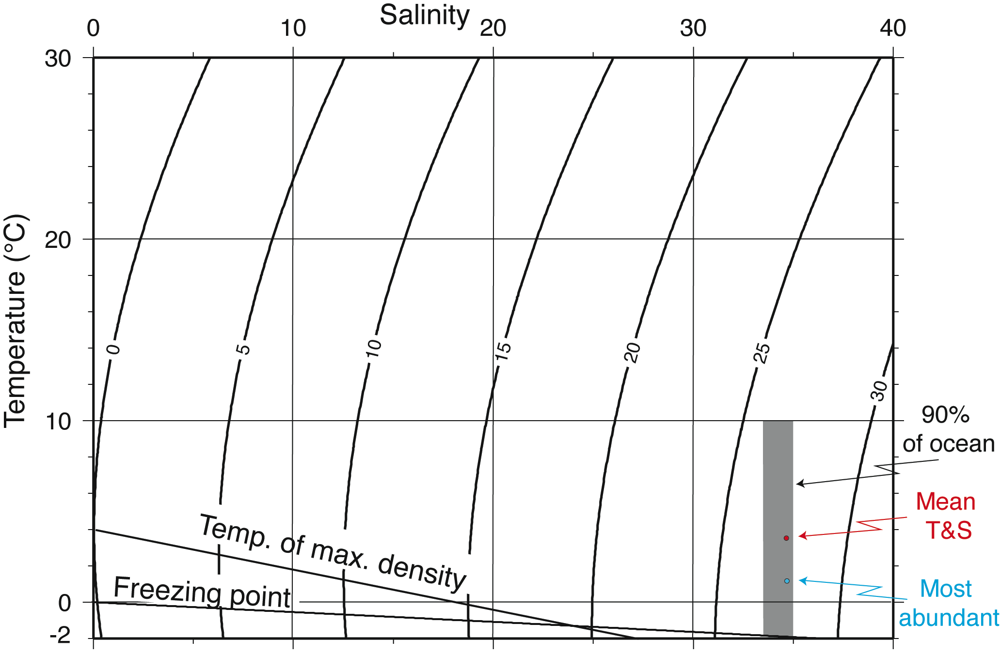 Salinity
0 10 20 30 40
30
20
10
0
-2
Temperature (°C)
0 5 10 15 20 25 30
90%
of ocean
Mean
T&S
Most
abundant
Temp. of max. density
Freezing point